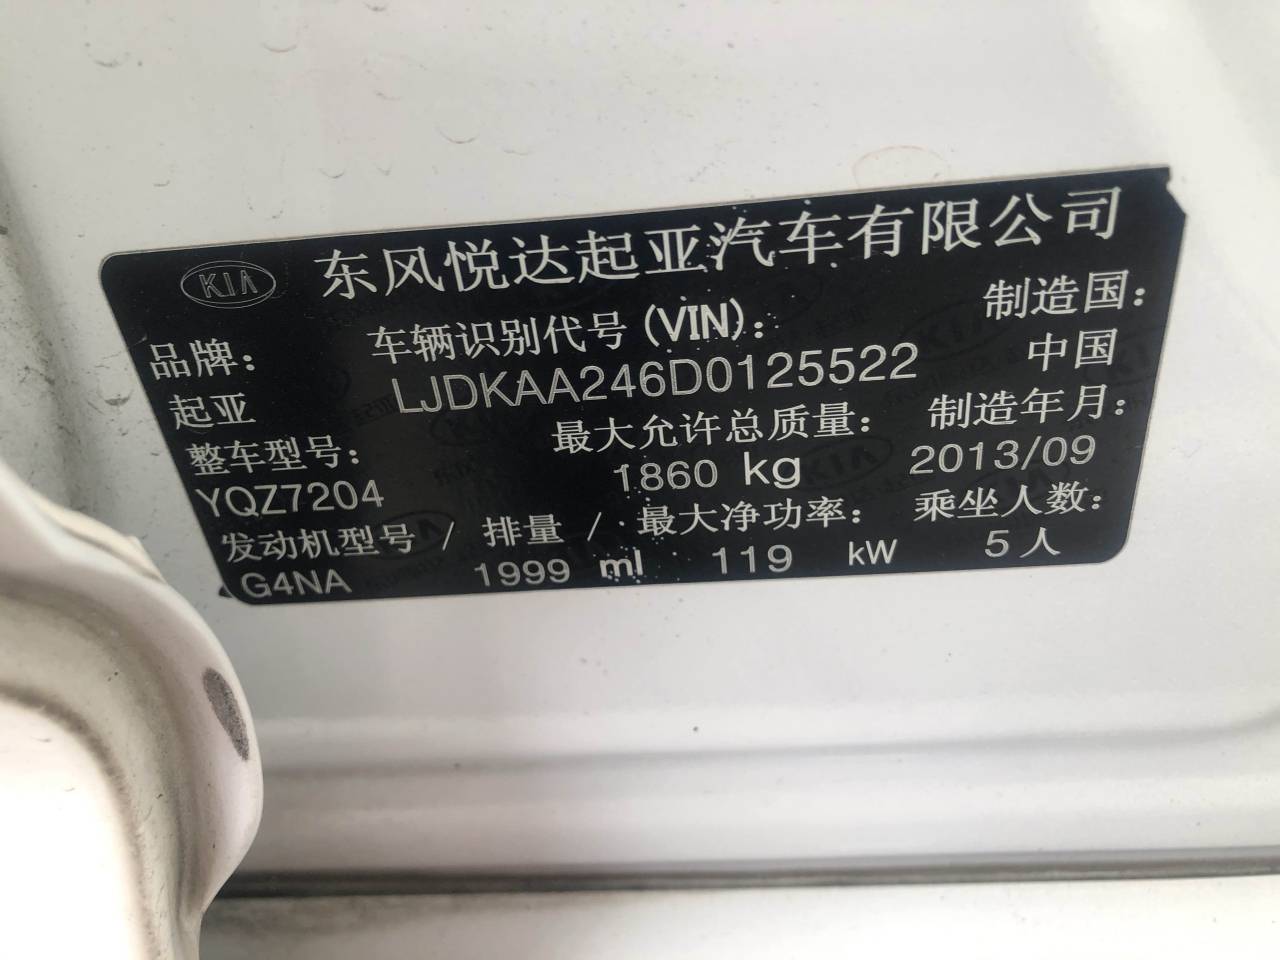 KIA 东风悦达起亚汽车有限公司
品牌: 车辆识别代号(VIN): 制造国:
起亚 LJDKAA246D0125522 中国
整车型号: 最大允许总质量: 制造年月:
YQZ7204 1860 kg 2013/09
发动机型号 / 排量 / 最大净功率: 乘坐人数:
G4NA 1999 ml 119 kW 5人